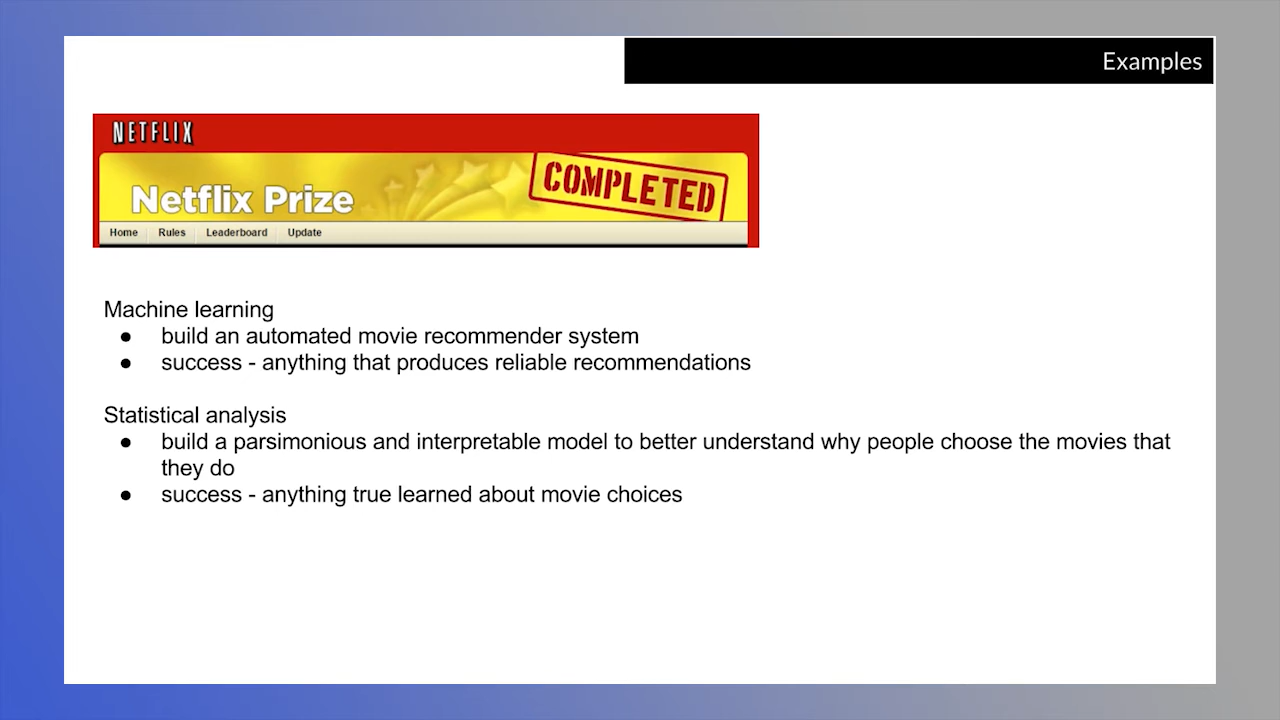 Examples
NETFLIX
Netflix Prize
COMPLETED
Home Rules Leaderboard Update
Machine learning
● build an automated movie recommender system
● success - anything that produces reliable recommendations
Statistical analysis
● build a parsimonious and interpretable model to better understand why people choose the movies that
they do
● success - anything true learned about movie choices